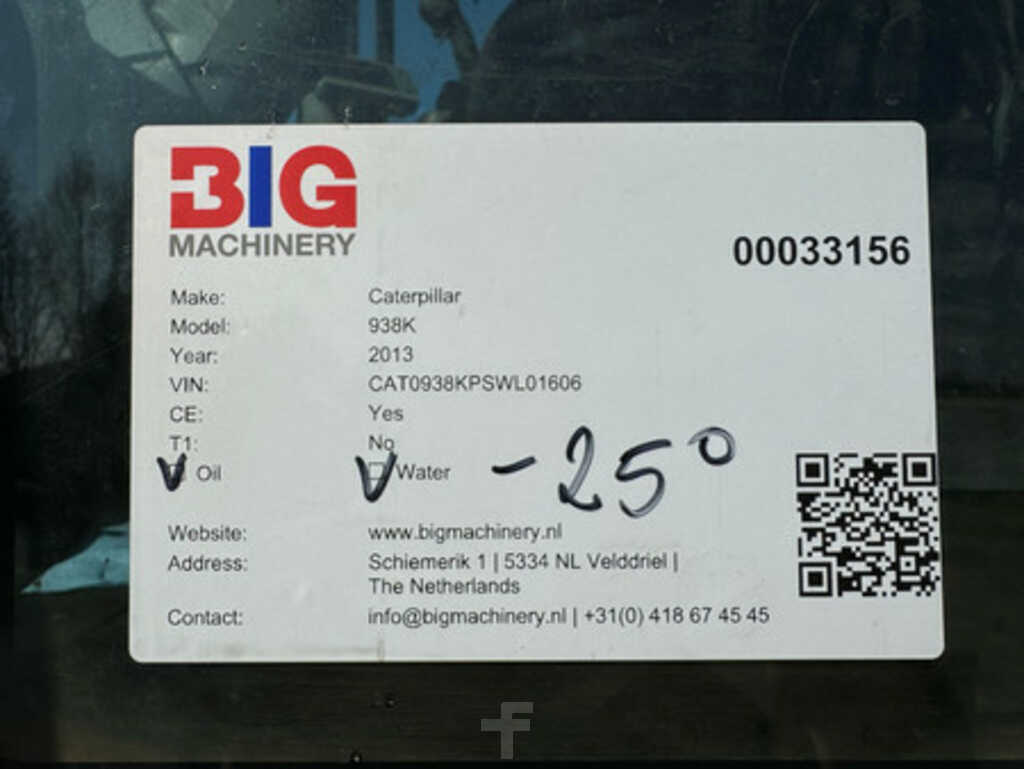 BIG
MACHINERY
00033156
Make: Caterpillar
Model: 938K
Year: 2013
VIN: CAT0938KPSWL01606
CE: Yes
T1: No
V Oil V Water -25°
Website: www.bigmachinery.nl
Address: Schiemerik 1 | 5334 NL Velddriel |
The Netherlands
Contact: info@bigmachinery.nl | +31(0) 418 67 45 45